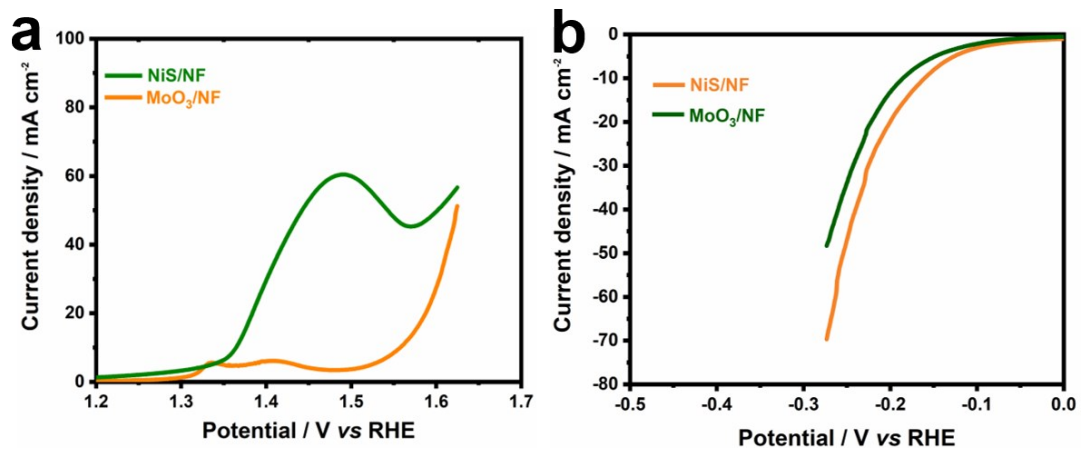 a
100
80
60
40
20
0
1.2 1.3 1.4 1.5 1.6 1.7
Current density / mA cm-2
Potential / V vs RHE
NiS/NF
MoO3/NF
b
0
-10
-20
-30
-40
-50
-60
-70
-80
-0.5 -0.4 -0.3 -0.2 -0.1 0.0
Current density / mA cm-2
Potential / V vs RHE
NiS/NF
MoO3/NF